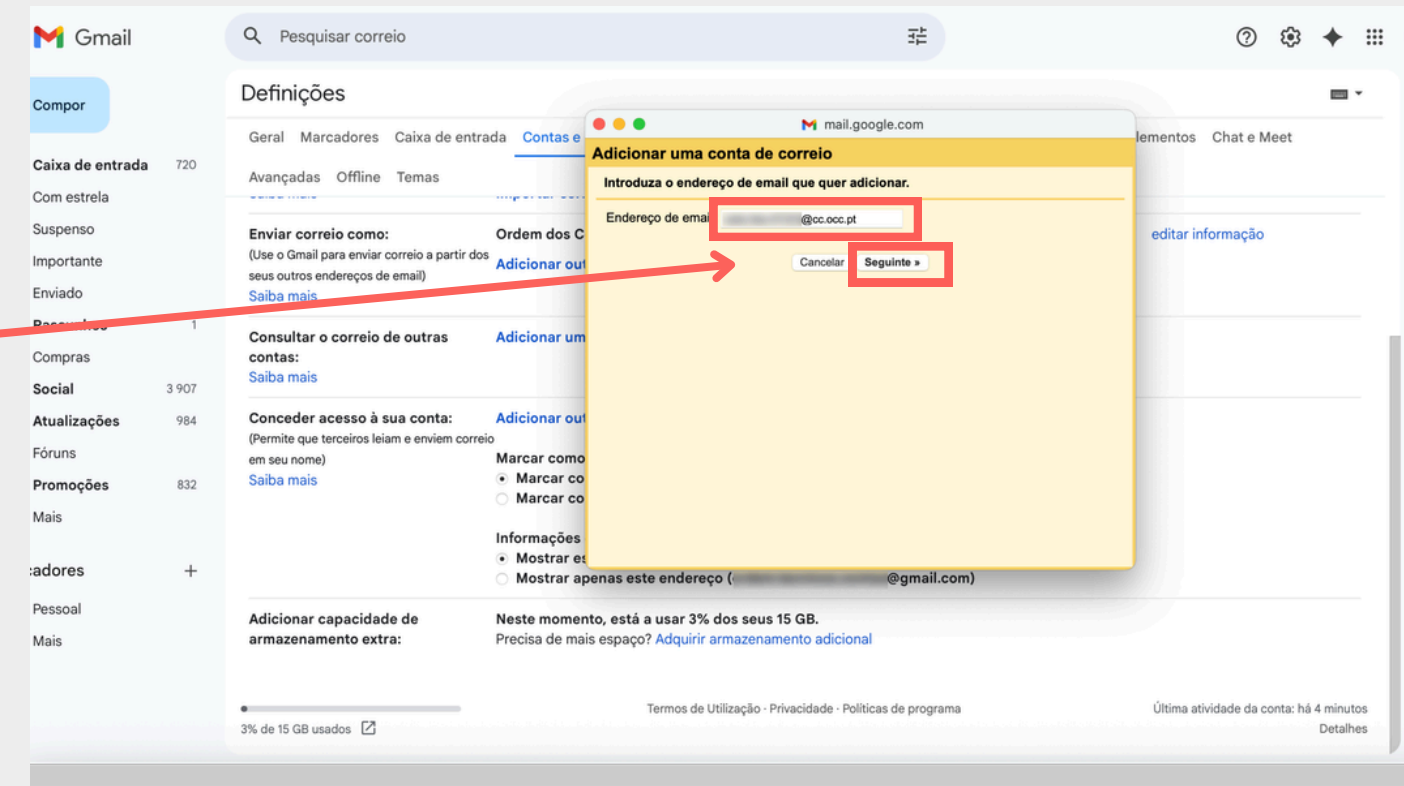 Gmail
Pesquisar correio
Compor
Caixa de entrada 720
Com estrela
Suspenso
Importante
Enviado
Rascunhos 1
Compras
Social 3 907
Atualizações 984
Fóruns
Promoções 832
Mais
cadores +
Pessoal
Mais
Definições
Geral Marcadores Caixa de entrada Contas e lementos Chat e Meet
Avançadas Offline Temas
Enviar correio como:
(Use o Gmail para enviar correio a partir dos
seus outros endereços de email)
Saiba mais
Ordem dos C
Adicionar out
editar informação
Consultar o correio de outras
contas:
Saiba mais
Adicionar um
Conceder acesso à sua conta:
(Permite que terceiros leiam e enviem correio
em seu nome)
Saiba mais
Adicionar out
Marcar como
Marcar co
Marcar co
Informações
Mostrar es
Mostrar apenas este endereço ( @gmail.com)
Adicionar capacidade de
armazenamento extra:
Neste momento, está a usar 3% dos seus 15 GB.
Precisa de mais espaço? Adquirir armazenamento adicional
mail.google.com
Adicionar uma conta de correio
Introduza o endereço de email que quer adicionar.
Endereço de emai @cc.occ.pt
Cancelar Seguinte »
3% de 15 GB usados
Termos de Utilização · Privacidade · Políticas de programa
Última atividade da conta: há 4 minutos
Detalhes